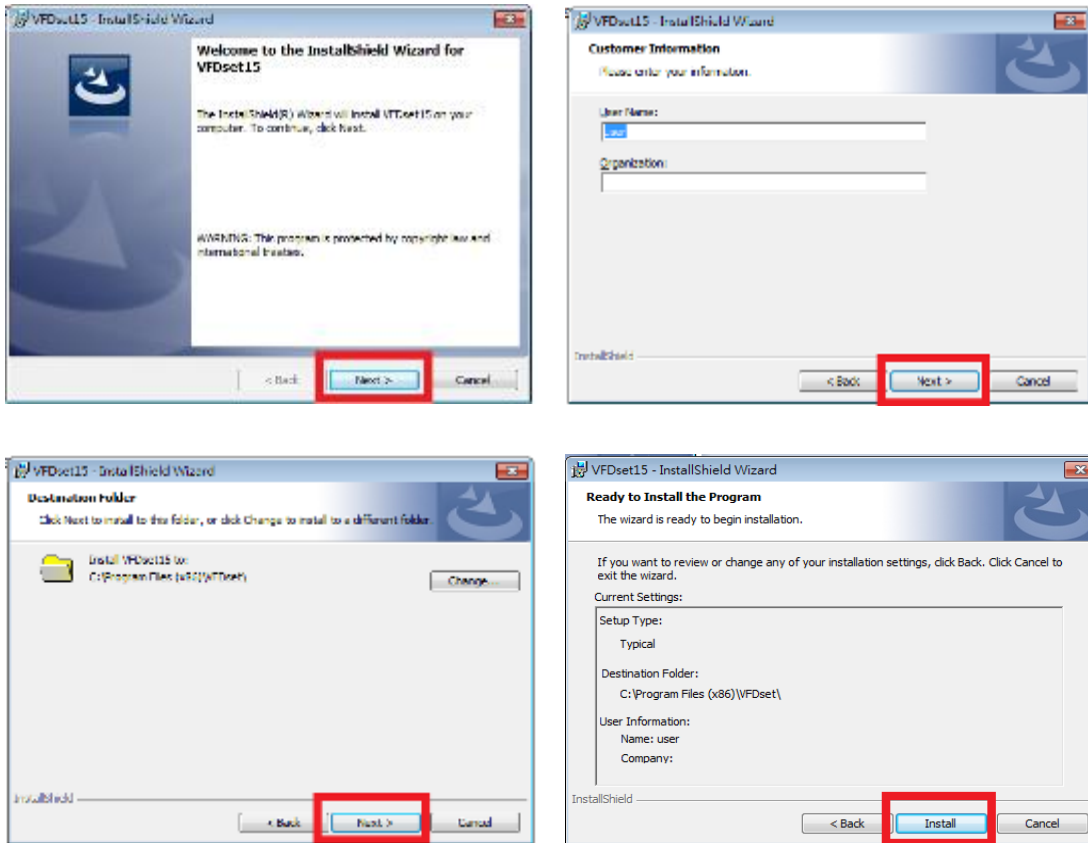 VFDset15 - InstallShield Wizard
Welcome to the InstallShield Wizard for
VFDset15
The InstallShield(R) Wizard will install VFDset15 on your
computer. To continue, click Next.
WARNING: This program is protected by copyright law and
international treaties.
< Back
Next >
Cancel
VFDset15 - InstallShield Wizard
Customer Information
Please enter your information.
User Name:
user
Organization:
InstallShield
< Back
Next >
Cancel
VFDset15 - InstallShield Wizard
Destination Folder
Click Next to install to this folder, or click Change to install to a different folder.
Install VFDset15 to:
C:\Program Files (x86)\VFDset\
Change...
InstallShield
< Back
Next >
Cancel
VFDset15 - InstallShield Wizard
Ready to Install the Program
The wizard is ready to begin installation.
If you want to review or change any of your installation settings, click Back. Click Cancel to
exit the wizard.
Current Settings:
Setup Type:
Typical
Destination Folder:
C:\Program Files (x86)\VFDset\
User Information:
Name: user
Company:
InstallShield
< Back
Install
Cancel